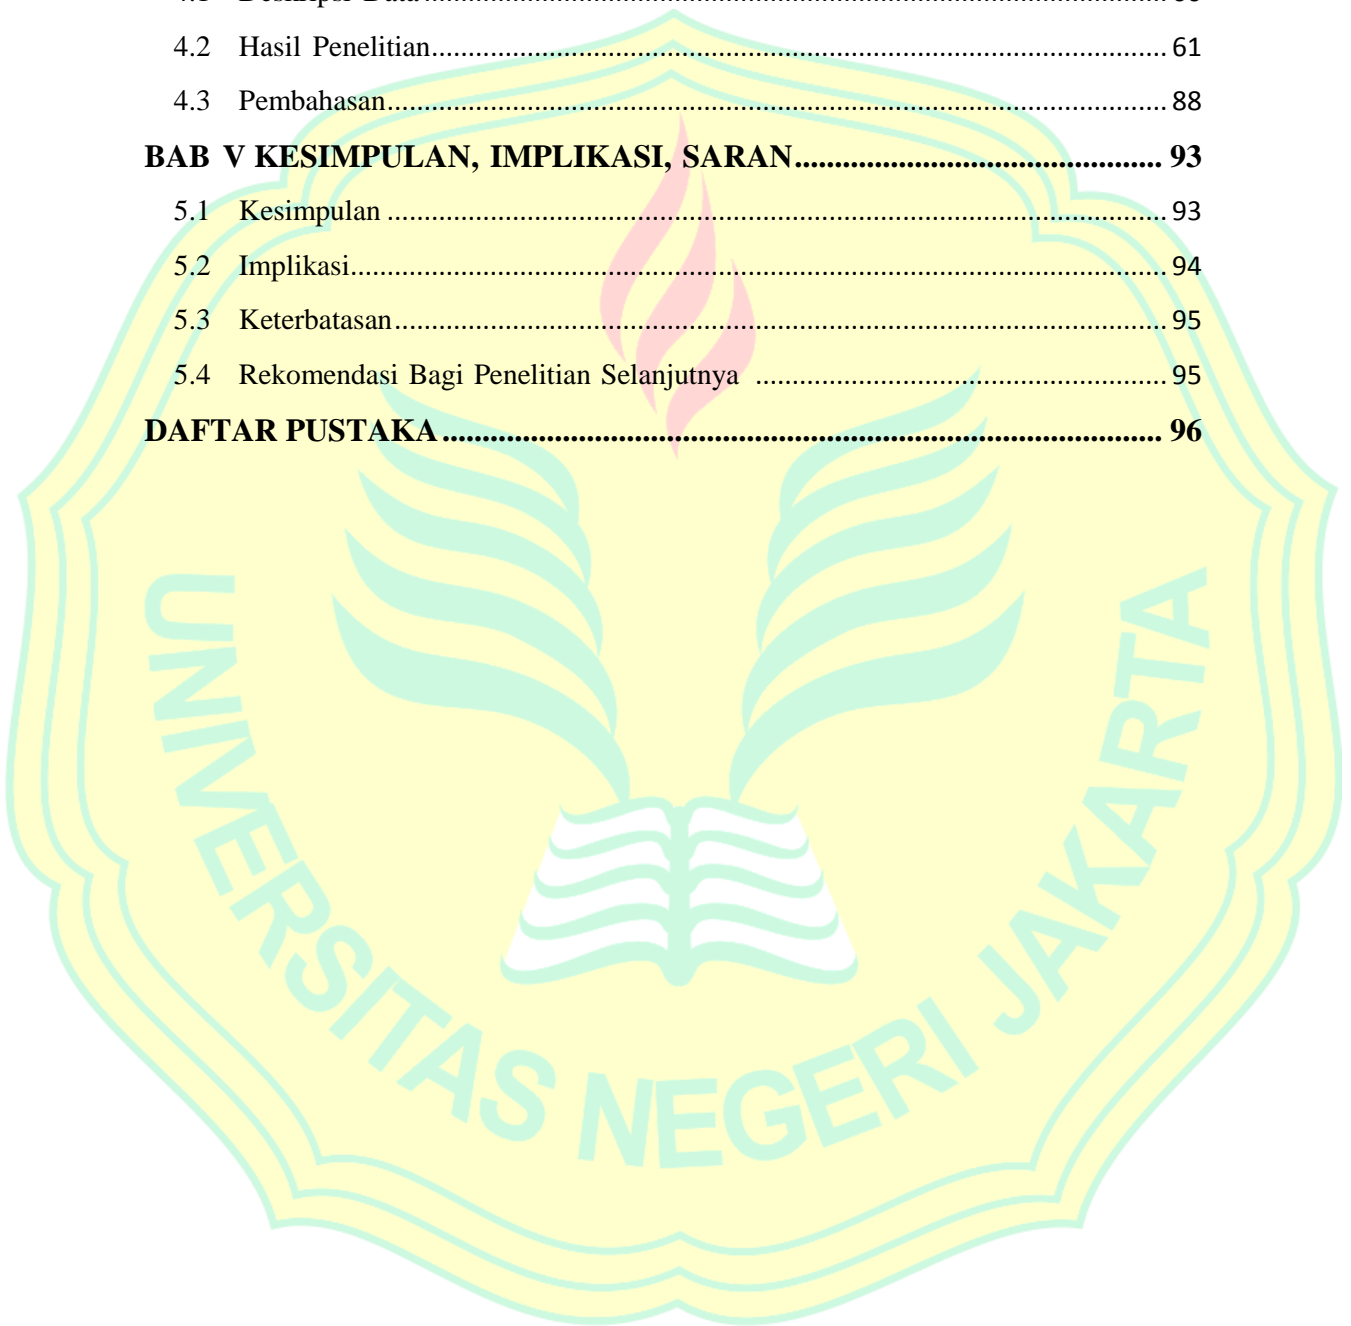 4.2 Hasil Penelitian.......................................................................................................... 61
4.3 Pembahasan................................................................................................................ 88
BAB V KESIMPULAN, IMPLIKASI, SARAN.............................................. 93
5.1 Kesimpulan ................................................................................................................ 93
5.2 Implikasi..................................................................................................................... 94
5.3 Keterbatasan............................................................................................................... 95
5.4 Rekomendasi Bagi Penelitian Selanjutnya ........................................................... 95
DAFTAR PUSTAKA........................................................................................... 96
UNIVERSITAS NEGERI JAKARTA